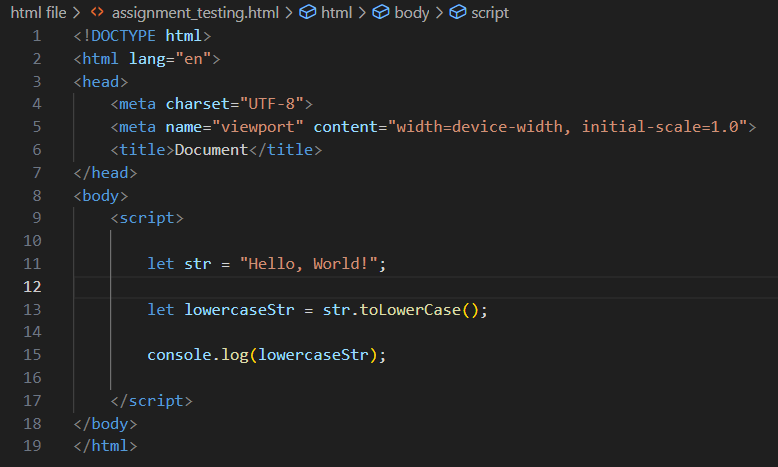 html file > assignment_testing.html > html > body > script
1 <!DOCTYPE html>
2 <html lang="en">
3 <head>
4     <meta charset="UTF-8">
5     <meta name="viewport" content="width=device-width, initial-scale=1.0">
6     <title>Document</title>
7 </head>
8 <body>
9     <script>
10
11         let str = "Hello, World!";
12
13         let lowercaseStr = str.toLowerCase();
14
15         console.log(lowercaseStr);
16
17     </script>
18 </body>
19 </html>